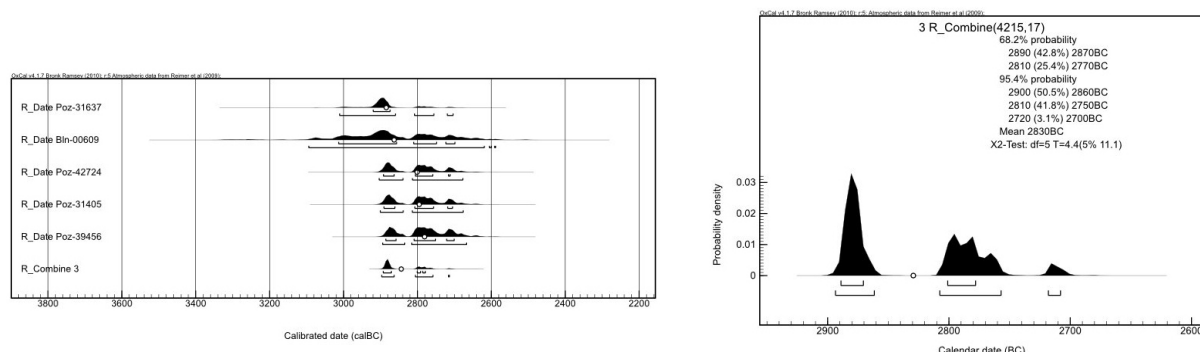 OxCal v4.1.7 Bronk Ramsey (2010); r:5 Atmospheric data from Reimer et al (2009);
R_Date Poz-31637
R_Date Bln-00609
R_Date Poz-42724
R_Date Poz-31405
R_Date Poz-39456
R_Combine 3
3800 3600 3400 3200 3000 2800 2600 2400 2200
Calibrated date (calBC)
OxCal v4.1.7 Bronk Ramsey (2010); r:5; Atmospheric data from Reimer et al (2009);
3 R_Combine(4215,17)
68.2% probability
2890 (42.8%) 2870BC
2810 (25.4%) 2770BC
95.4% probability
2900 (50.5%) 2860BC
2810 (41.8%) 2750BC
2720 (3.1%) 2700BC
Mean 2830BC
X2-Test: df=5 T=4.4(5% 11.1)
Probability density
0.03
0.02
0.01
0
2900 2800 2700 2600
Calendar date (BC)